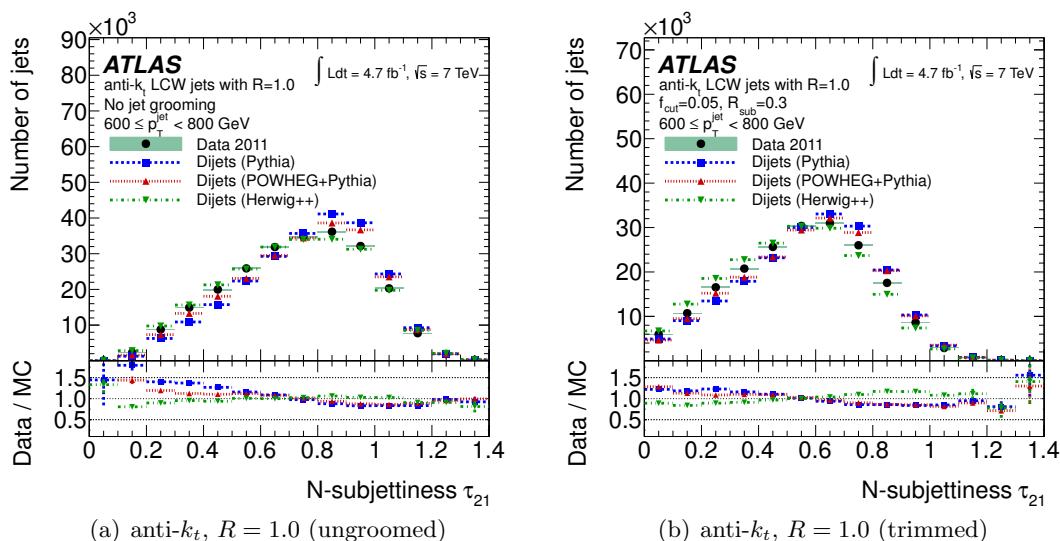 ×10³
Number of jets
90
80
70
60
50
40
30
20
10
ATLAS
∫ Ldt = 4.7 fb⁻¹, √s = 7 TeV
anti-kₜ LCW jets with R=1.0
No jet grooming
600 ≤ p_T^jet < 800 GeV
Data 2011
Dijets (Pythia)
Dijets (POWHEG+Pythia)
Dijets (Herwig++)
Data / MC
1.5
1.0
0.5
0 0.2 0.4 0.6 0.8 1 1.2 1.4
N-subjettiness τ₂₁
(a) anti-kₜ, R = 1.0 (ungroomed)
×10³
Number of jets
70
60
50
40
30
20
10
ATLAS
∫ Ldt = 4.7 fb⁻¹, √s = 7 TeV
anti-kₜ LCW jets with R=1.0
f_cut=0.05, R_sub=0.3
600 ≤ p_T^jet < 800 GeV
Data 2011
Dijets (Pythia)
Dijets (POWHEG+Pythia)
Dijets (Herwig++)
Data / MC
1.5
1.0
0.5
0 0.2 0.4 0.6 0.8 1 1.2 1.4
N-subjettiness τ₂₁
(b) anti-kₜ, R = 1.0 (trimmed)